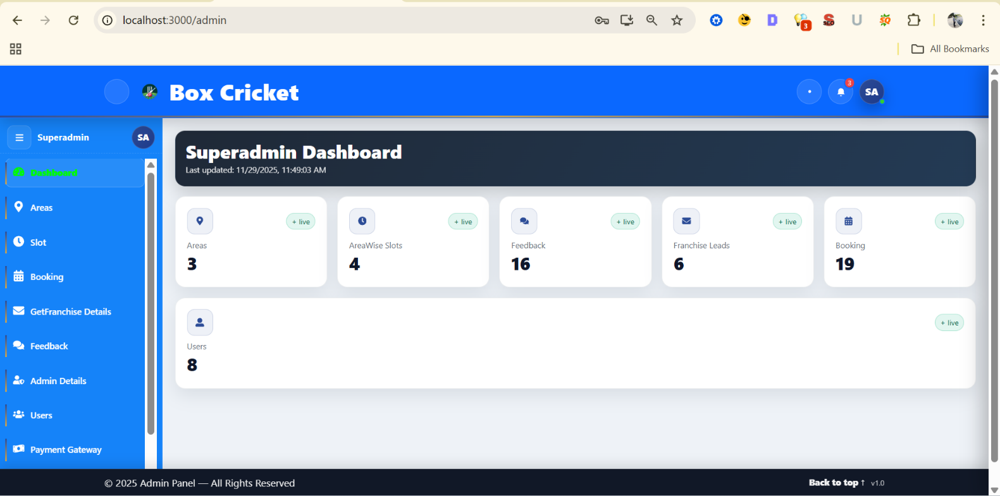 localhost:3000/admin
3
SEO
U
SQ
All Bookmarks
Box Cricket
3
SA
Superadmin
SA
Dashboard
Areas
Slot
Booking
GetFranchise Details
Feedback
Admin Details
Users
Payment Gateway
Superadmin Dashboard
Last updated: 11/29/2025, 11:49:03 AM
+ live
Areas
3
+ live
AreaWise Slots
4
+ live
Feedback
16
+ live
Franchise Leads
6
+ live
Booking
19
+ live
Users
8
© 2025 Admin Panel — All Rights Reserved
Back to top ↑ v1.0